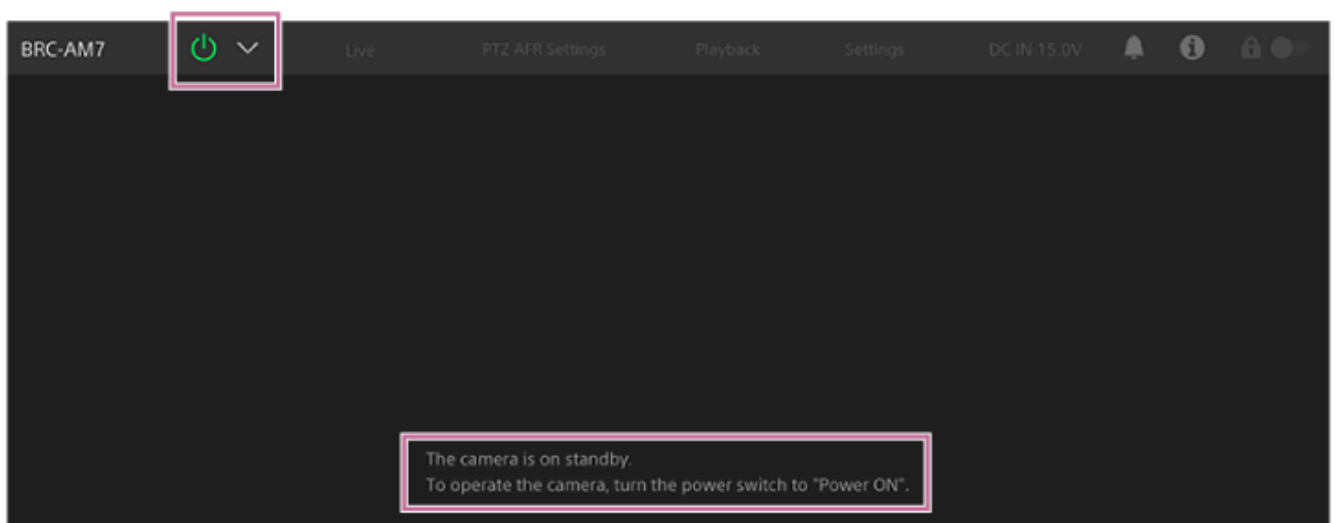 BRC-AM7 Live PTZ AFR Settings Playback Settings DC IN 15.0V
The camera is on standby.
To operate the camera, turn the power switch to "Power ON".